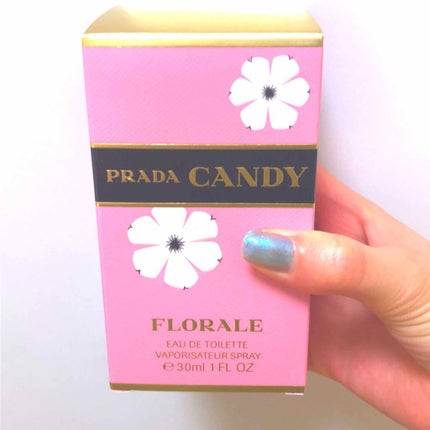 PRADA CANDY
FLORALE
EAU DE TOILETTE
VAPORISATEUR SPRAY
℮30ml 1 FL OZ